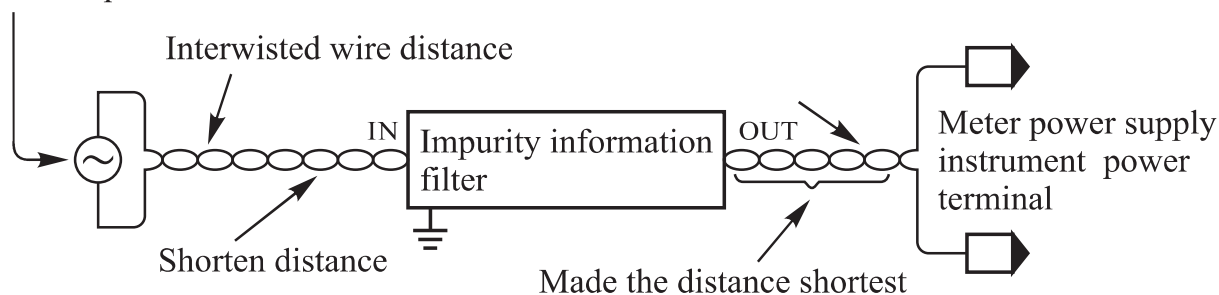 Interwisted wire distance
IN
Impurity information
filter
OUT
Meter power supply
instrument power
terminal
Shorten distance
Made the distance shortest